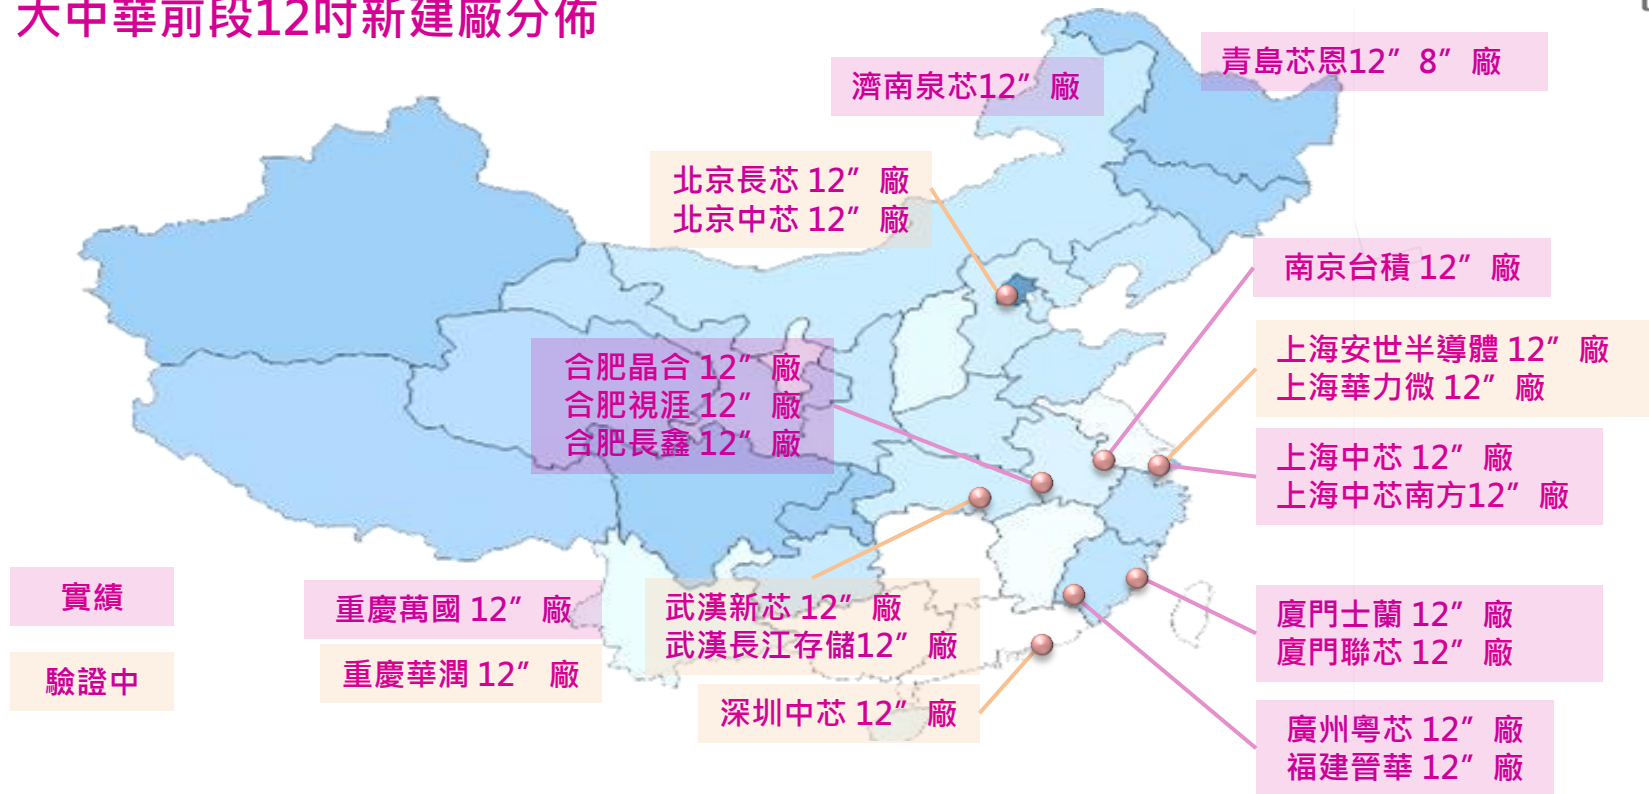 大中華前段12吋新建廠分佈
青島芯恩12” 8” 廠
濟南泉芯12” 廠
北京長芯 12” 廠
北京中芯 12” 廠
南京台積 12” 廠
上海安世半導體 12” 廠
上海華力微 12” 廠
合肥晶合 12” 廠
合肥視涯 12” 廠
合肥長鑫 12” 廠
上海中芯 12” 廠
上海中芯南方12” 廠
實績
驗證中
重慶萬國 12” 廠
重慶華潤 12” 廠
武漢新芯 12” 廠
武漢長江存儲12” 廠
深圳中芯 12” 廠
廈門士蘭 12” 廠
廈門聯芯 12” 廠
廣州粵芯 12” 廠
福建晉華 12” 廠